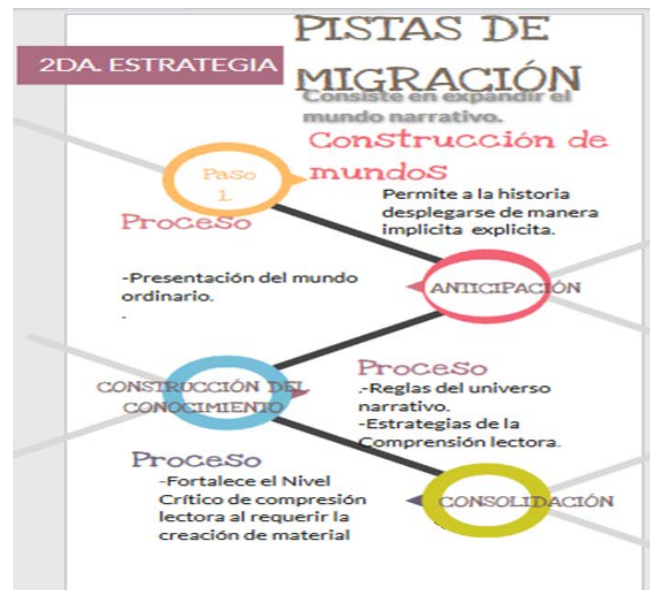 PISTAS DE
2DA. ESTRATEGIA
MIGRACIÓN
Consiste en expandir el
mundo narrativo.
Construcción de
mundos
Paso
1.
Permite a la historia
desplegarse de manera
implicita explicita.
Proceso
-Presentación del mundo
ordinario.
.
ANTICIPACIÓN
Proceso
.-Reglas del universo
narrativo.
-Estrategias de la
Comprensión lectora.
CONSTRUCCIÓN DEL
CONOCIMIENTO
Proceso
-Fortalece el Nivel
Crítico de compresión
lectora al requerir la
creación de material
CONSOLIDACIÓN